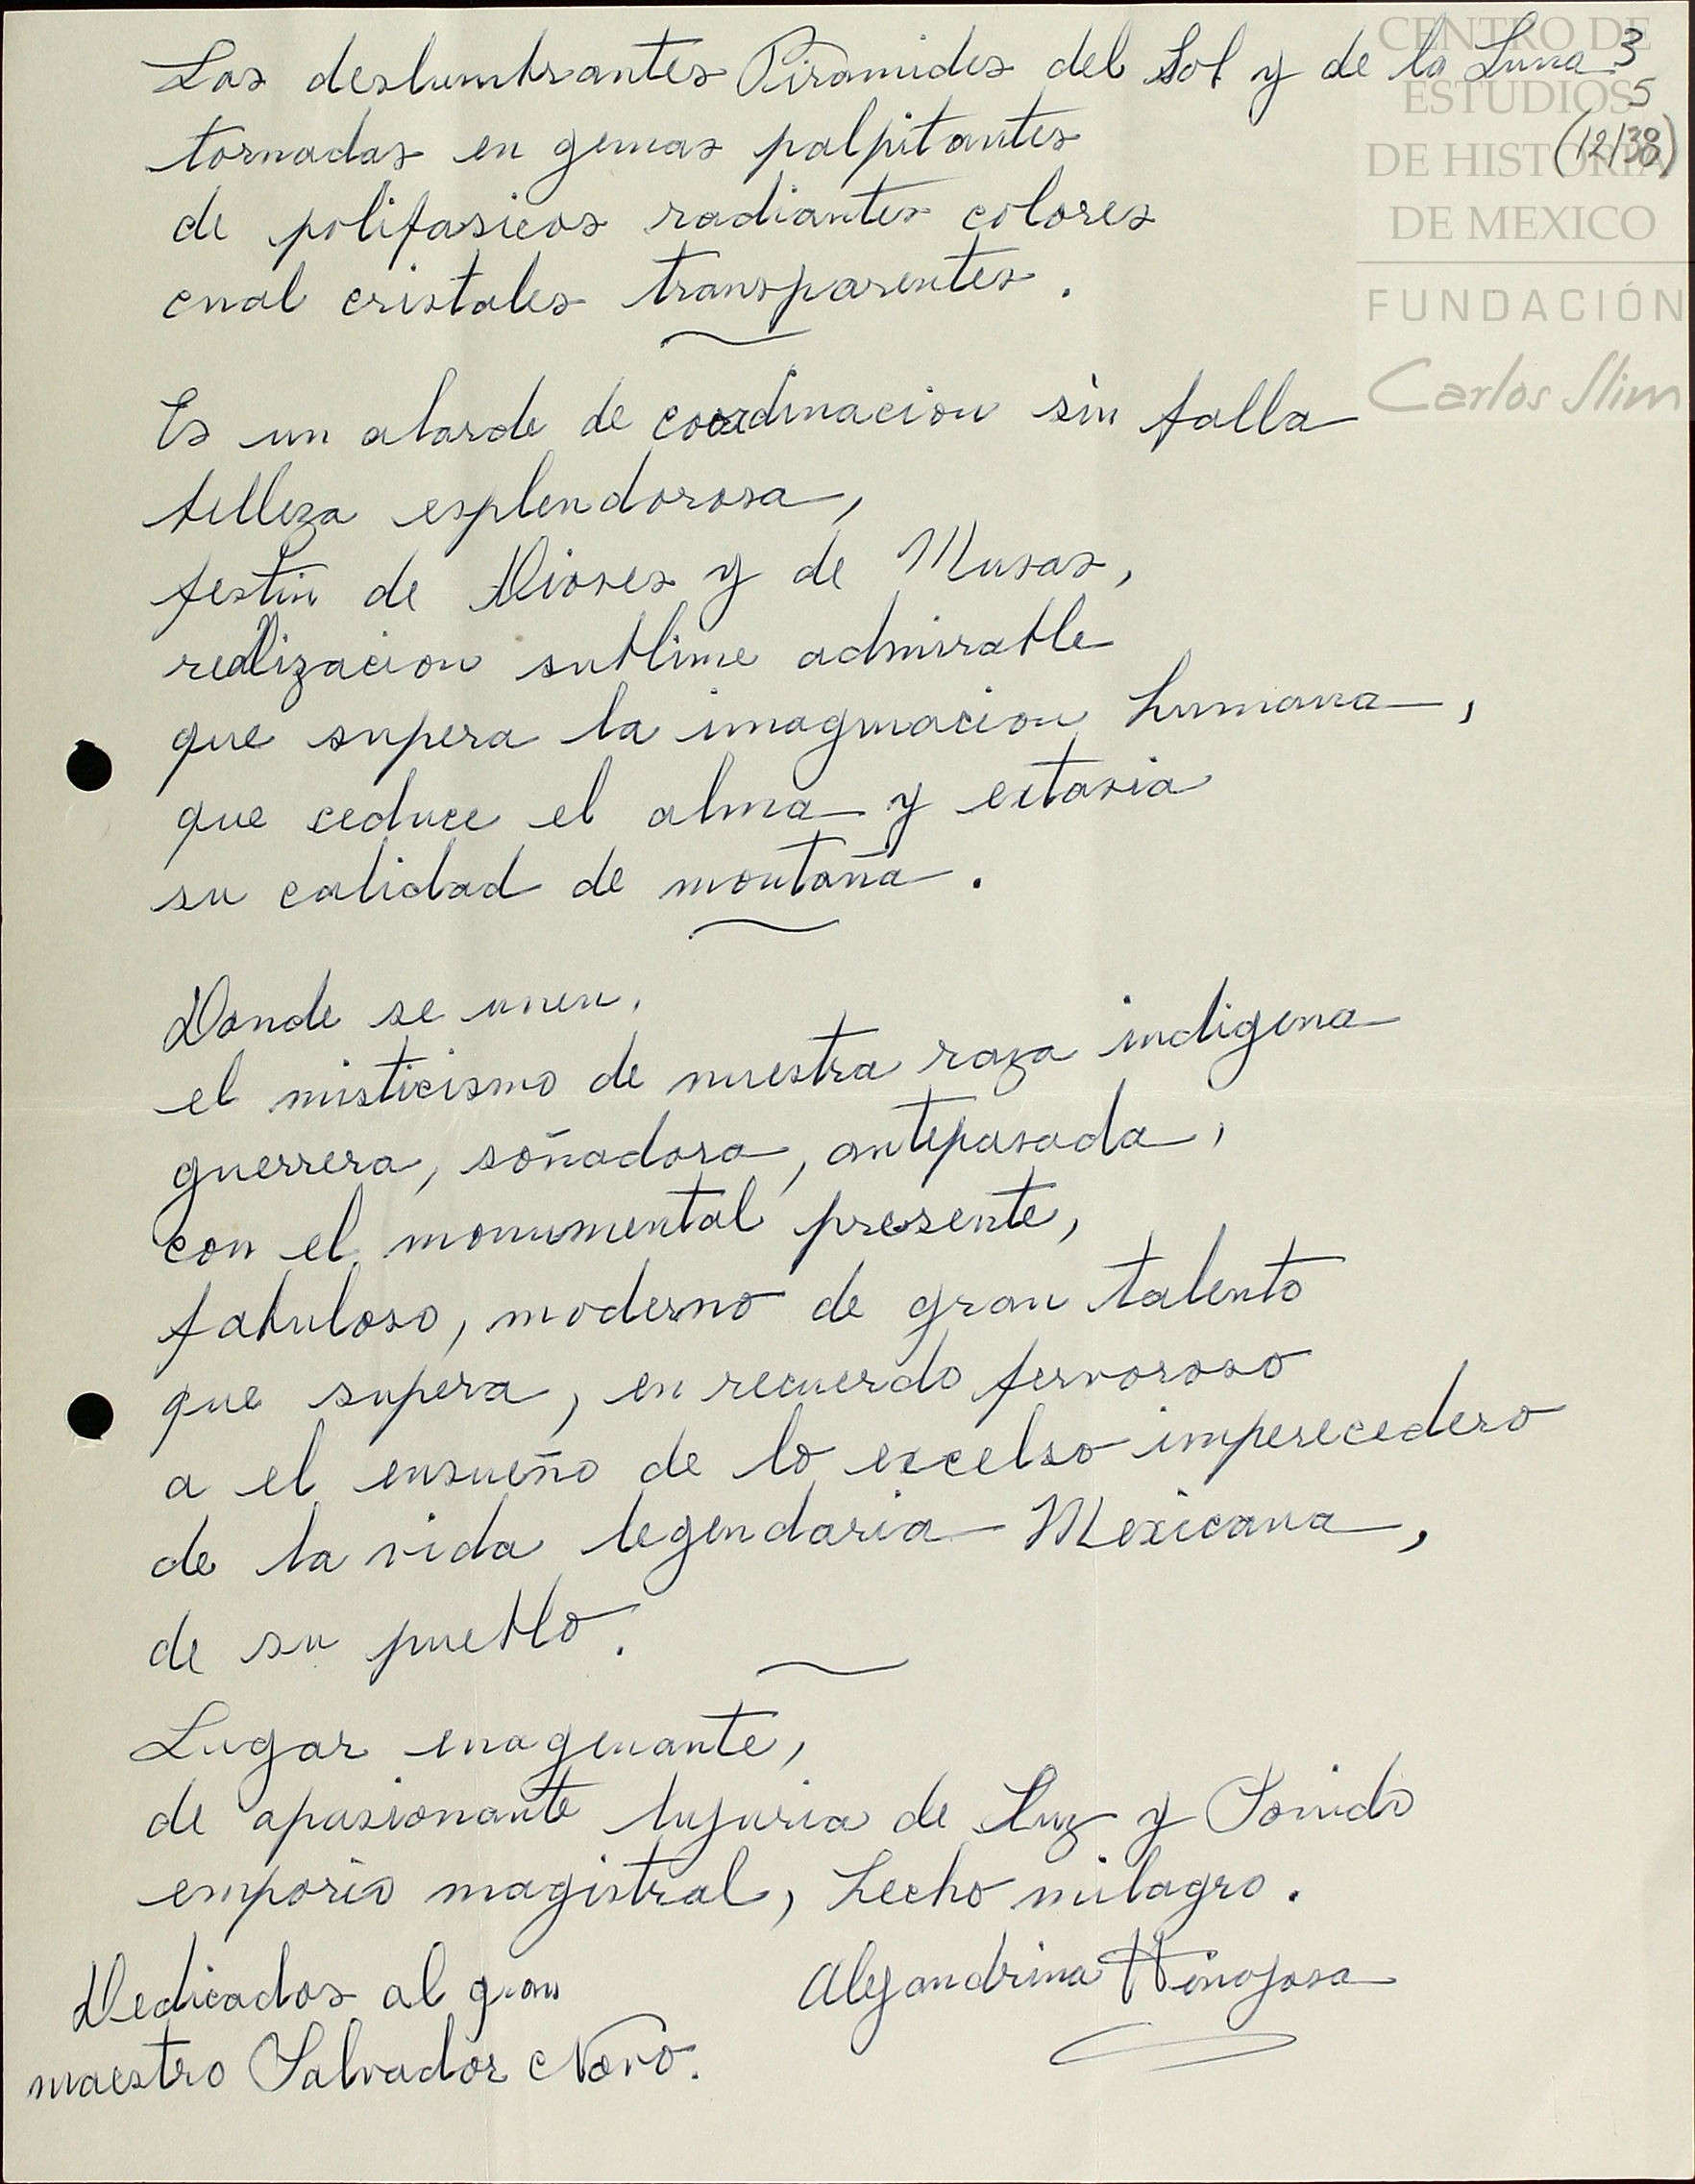 Las deslumbrantes Piramides del Sol y de la Luna 3
5
(12/38)
tornadas en gemas palpitantes
de polifasicos radiantes colores
cual cristales transparentes.
Es un alarde de coordinacion sin falla
belleza esplendorosa,
festin de Dioses y de Musas,
realizacion sublime admirable
que supera la imaginacion humana,
que ceduce el alma y extasia
su calidad de montaña.
Donde se unen,
el misticismo de nuestra raza indigena
guerrera, soñadora, antepasada,
con el monumental presente,
fabuloso, moderno de gran talento
que supera, en recuerdo fervoroso
a el ensueño de lo excelso imperecedero
de la vida legendaria Mexicana,
de su pueblo.
Lugar enagenante,
de apasionante lujuria de Luz y Sonido
emporio magistral, hecho milagro.
Alejandrina Hinojosa
Dedicados al gran
maestro Salvador Novo.
CENTRO DE
ESTUDIOS
DE HISTORIA
DE MEXICO
FUNDACIÓN
Carlos Slim